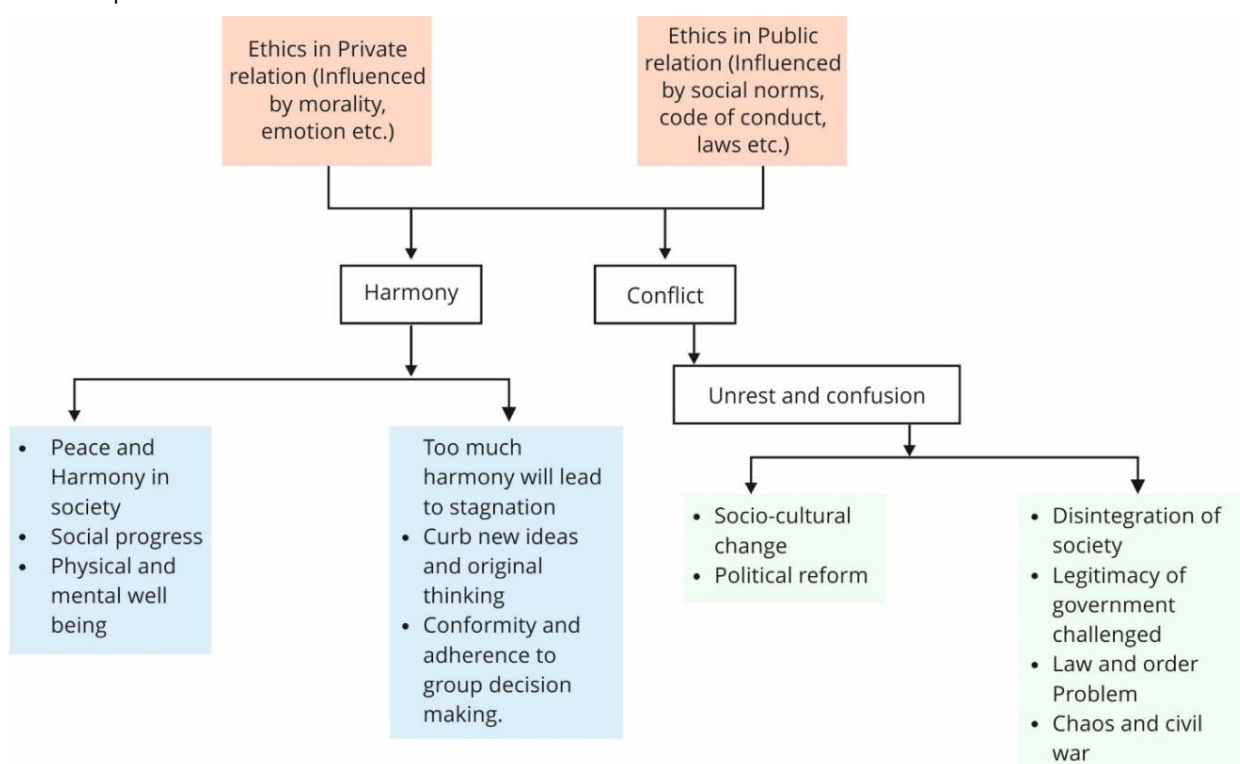 Ethics in Private
relation (Influenced
by morality,
emotion etc.)
Ethics in Public
relation (Influenced
by social norms,
code of conduct,
laws etc.)
Harmony
Conflict
Unrest and confusion
• Peace and
Harmony in
society
• Social progress
• Physical and
mental well
being
Too much
harmony will lead
to stagnation
• Curb new ideas
and original
thinking
• Conformity and
adherence to
group decision
making.
• Socio-cultural
change
• Political reform
• Disintegration of
society
• Legitimacy of
government
challenged
• Law and order
Problem
• Chaos and civil
war